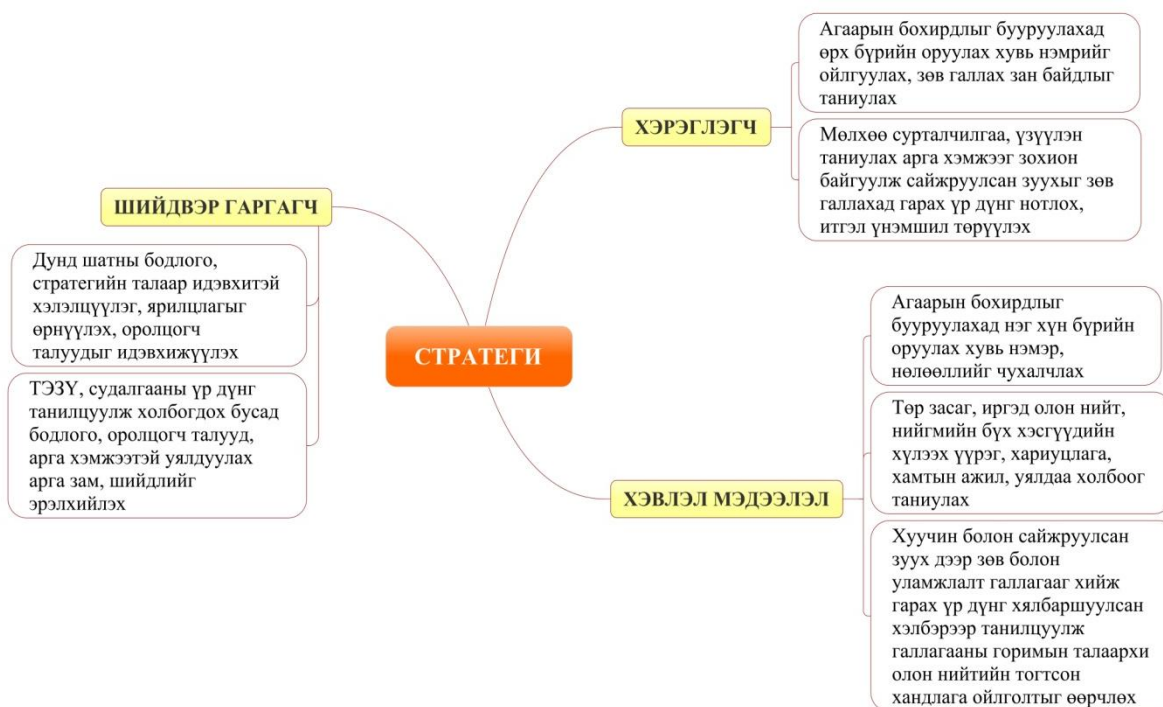 СТРАТЕГИ
ХЭРЭГЛЭГЧ
Агаарын бохирдлыг бууруулахад
өрх бүрийн оруулах хувь нэмрийг
ойлгуулах, зөв галлах зан байдлыг
таниулах
Мөлхөө сурталчилгаа, үзүүлэн
таниулах арга хэмжээг зохион
байгуулж сайжруулсан зуухыг зөв
галлахад гарах үр дүнг нотлох,
итгэл үнэмшил төрүүлэх
ХЭВЛЭЛ МЭДЭЭЛЭЛ
Агаарын бохирдлыг
бууруулахад нэг хүн бүрийн
оруулах хувь нэмэр,
нөлөөллийг чухалчлах
Төр засаг, иргэд олон нийт,
нийгмийн бүх хэсгүүдийн
хүлээх үүрэг, хариуцлага,
хамтын ажил, уялдаа холбоог
таниулах
Хуучин болон сайжруулсан
зуух дээр зөв болон
уламжлалт галлагааг хийж
гарах үр дүнг хялбаршуулсан
хэлбэрээр танилцуулж
галлагааны горимын талаархи
олон нийтийн тогтсон
хандлага ойлголтыг өөрчлөх
ШИЙДВЭР ГАРГАГЧ
Дунд шатны бодлого,
стратегийн талаар идэвхитэй
хэлэлцүүлэг, ярилцлагыг
өрнүүлэх, оролцогч
талуудыг идэвхижүүлэх
ТЭЗҮ, судалгааны үр дүнг
танилцуулж холбогдох бусад
бодлого, оролцогч талууд,
арга хэмжээтэй уялдуулах
арга зам, шийдлийг
эрэлхийлэх